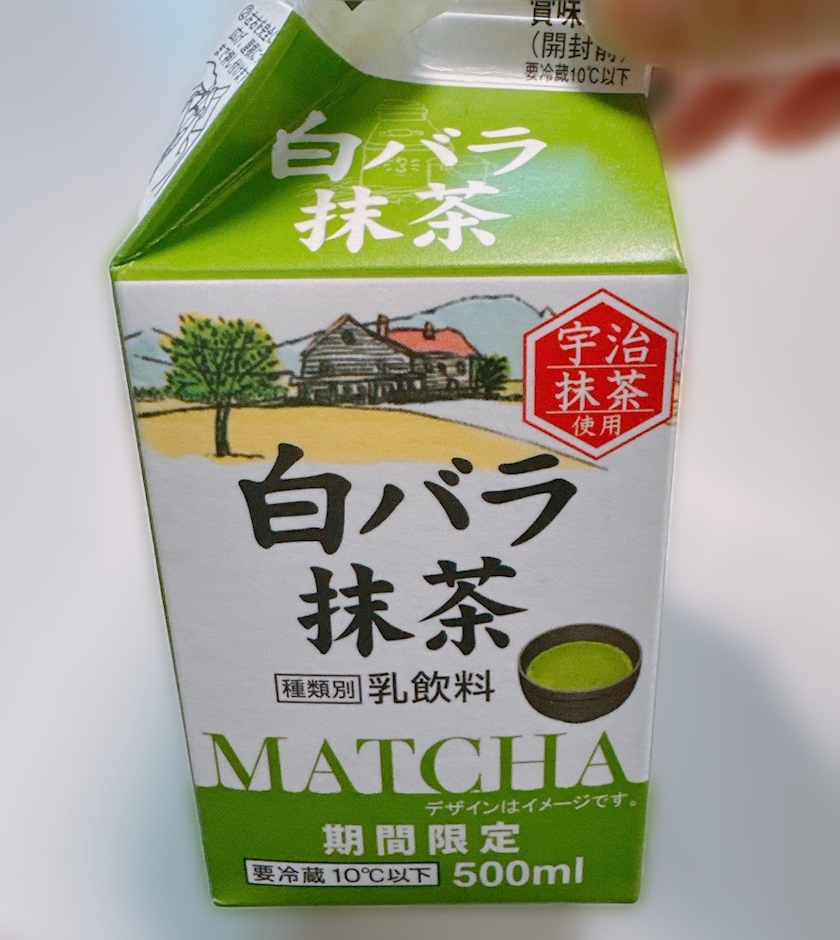 賞味
（開封前）
要冷蔵10℃以下
白バラ
抹茶
宇治
抹茶
使用
白バラ
抹茶
種類別 乳飲料
MATCHA
デザインはイメージです。
期間限定
要冷蔵10℃以下 500ml